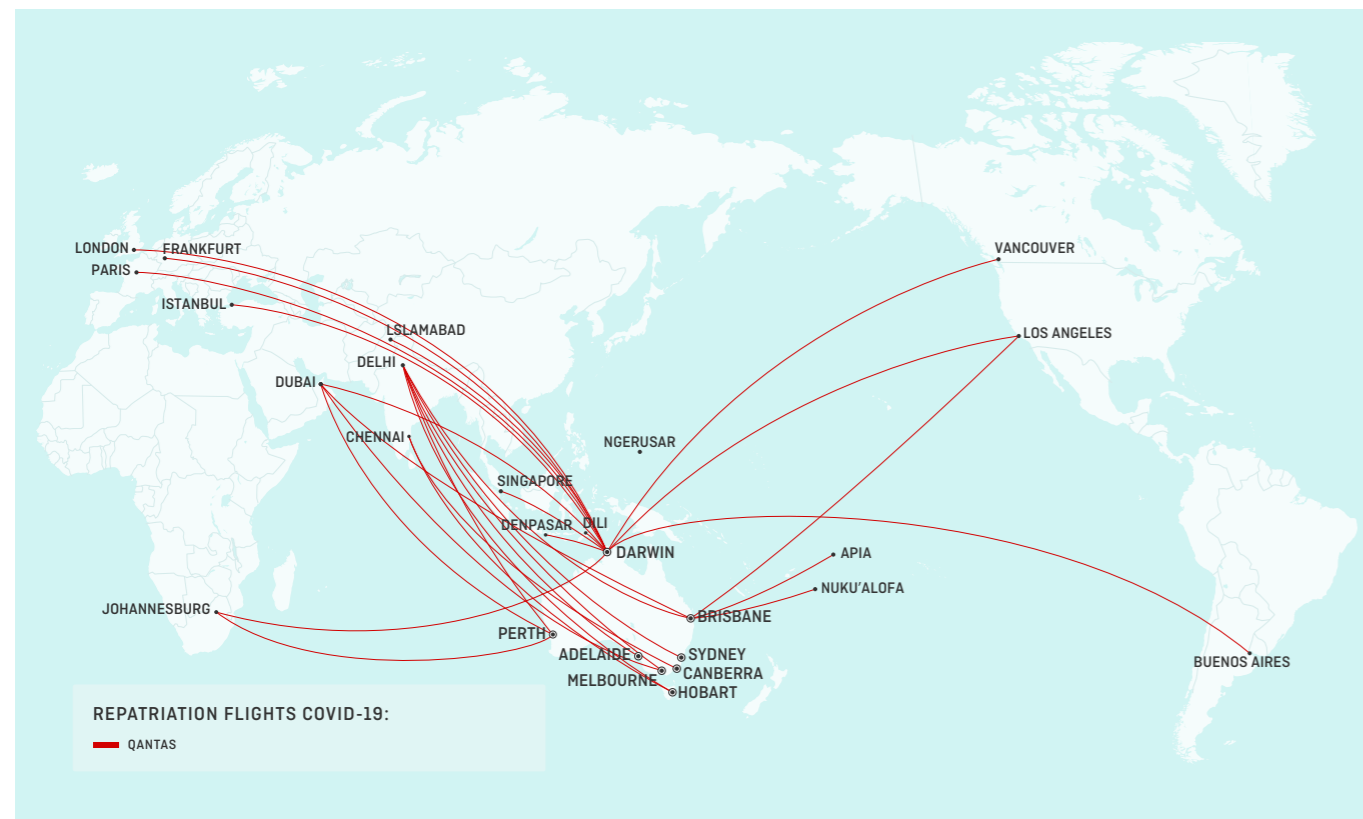 LONDON
FRANKFURT
PARIS
ISTANBUL
LSLAMABAD
DELHI
DUBAI
CHENNAI
VANCOUVER
LOS ANGELES
NGERUSAR
SINGAPORE
DENPASAR
DILI
DARWIN
APIA
NUKU'ALOFA
JOHANNESBURG
BRISBANE
PERTH
ADELAIDE
SYDNEY
MELBOURNE
CANBERRA
HOBART
BUENOS AIRES
REPATRIATION FLIGHTS COVID-19:
QANTAS